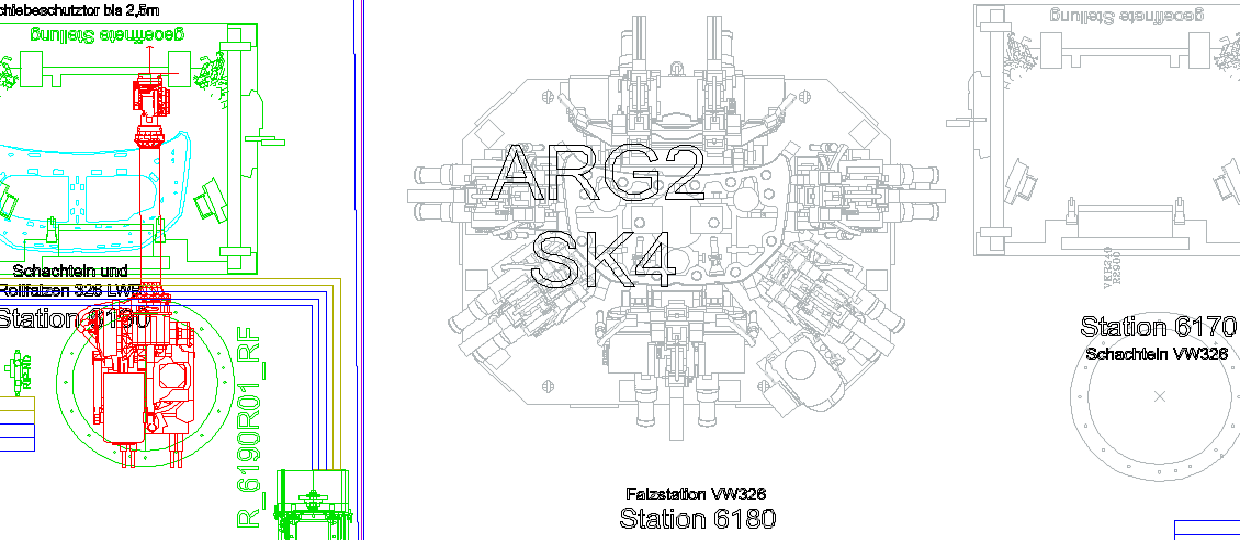 chiebeschutztor bis 2,5m
geoeffnete Stellung
Schachteln und
Rollfalzen 326 LWR
Station 6190
R_6190R01_RF
ARG2
SK4
Falzstation VW326
Station 6180
geoeffnete Stellung
Station 6170
Schachteln VW326